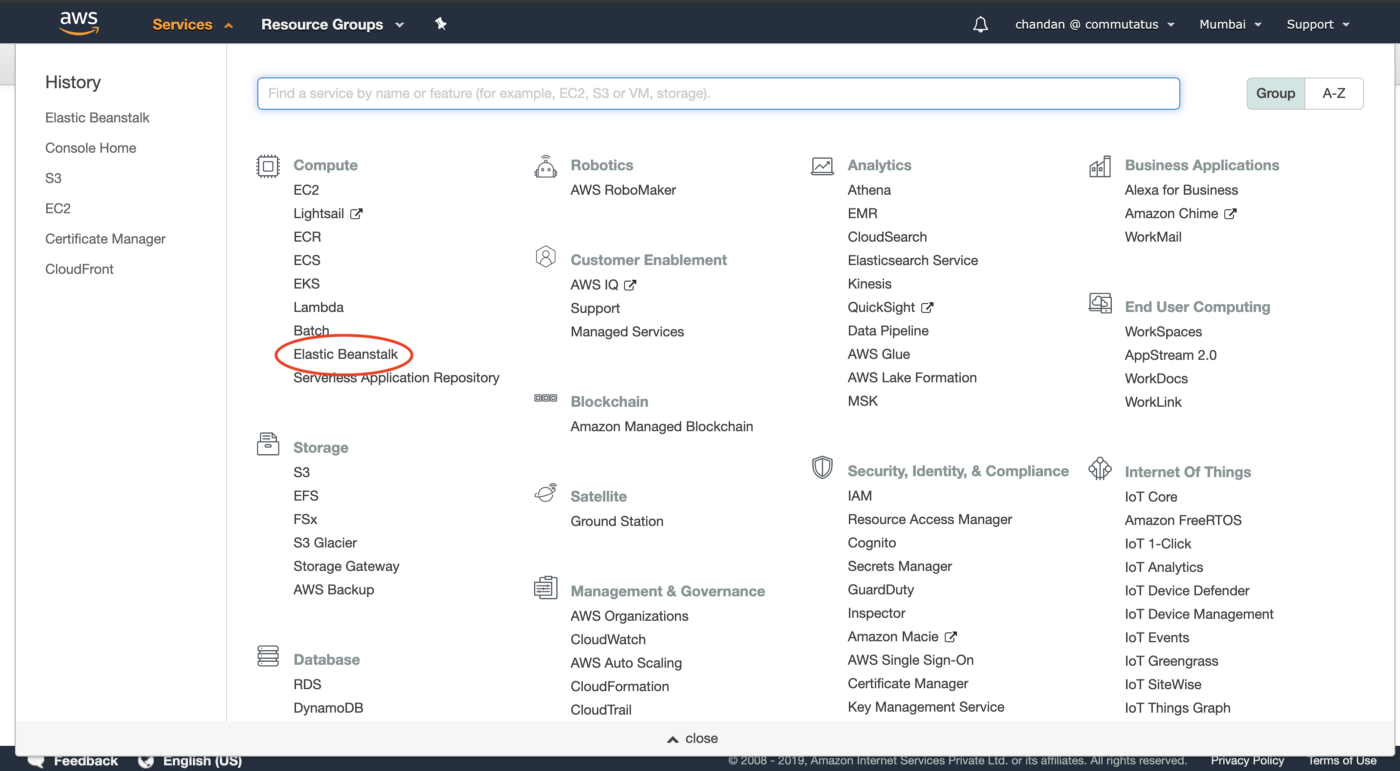 aws
Services
Resource Groups
chandan @ commutatus
Mumbai
Support
History
Elastic Beanstalk
Console Home
S3
EC2
Certificate Manager
CloudFront
Find a service by name or feature (for example, EC2, S3 or VM, storage).
Group
A-Z
Compute
EC2
Lightsail
ECR
ECS
EKS
Lambda
Batch
Elastic Beanstalk
Serverless Application Repository
Storage
S3
EFS
FSx
S3 Glacier
Storage Gateway
AWS Backup
Database
RDS
DynamoDB
Robotics
AWS RoboMaker
Customer Enablement
AWS IQ
Support
Managed Services
Blockchain
Amazon Managed Blockchain
Satellite
Ground Station
Management & Governance
AWS Organizations
CloudWatch
AWS Auto Scaling
CloudFormation
CloudTrail
Analytics
Athena
EMR
CloudSearch
Elasticsearch Service
Kinesis
QuickSight
Data Pipeline
AWS Glue
AWS Lake Formation
MSK
Security, Identity, & Compliance
IAM
Resource Access Manager
Cognito
Secrets Manager
GuardDuty
Inspector
Amazon Macie
AWS Single Sign-On
Certificate Manager
Key Management Service
Business Applications
Alexa for Business
Amazon Chime
WorkMail
End User Computing
WorkSpaces
AppStream 2.0
WorkDocs
WorkLink
Internet Of Things
IoT Core
Amazon FreeRTOS
IoT 1-Click
IoT Analytics
IoT Device Defender
IoT Device Management
IoT Events
IoT Greengrass
IoT SiteWise
IoT Things Graph
close
Feedback
English (US)
© 2008 - 2019, Amazon Internet Services Private Ltd. or its affiliates. All rights reserved.
Privacy Policy
Terms of Use